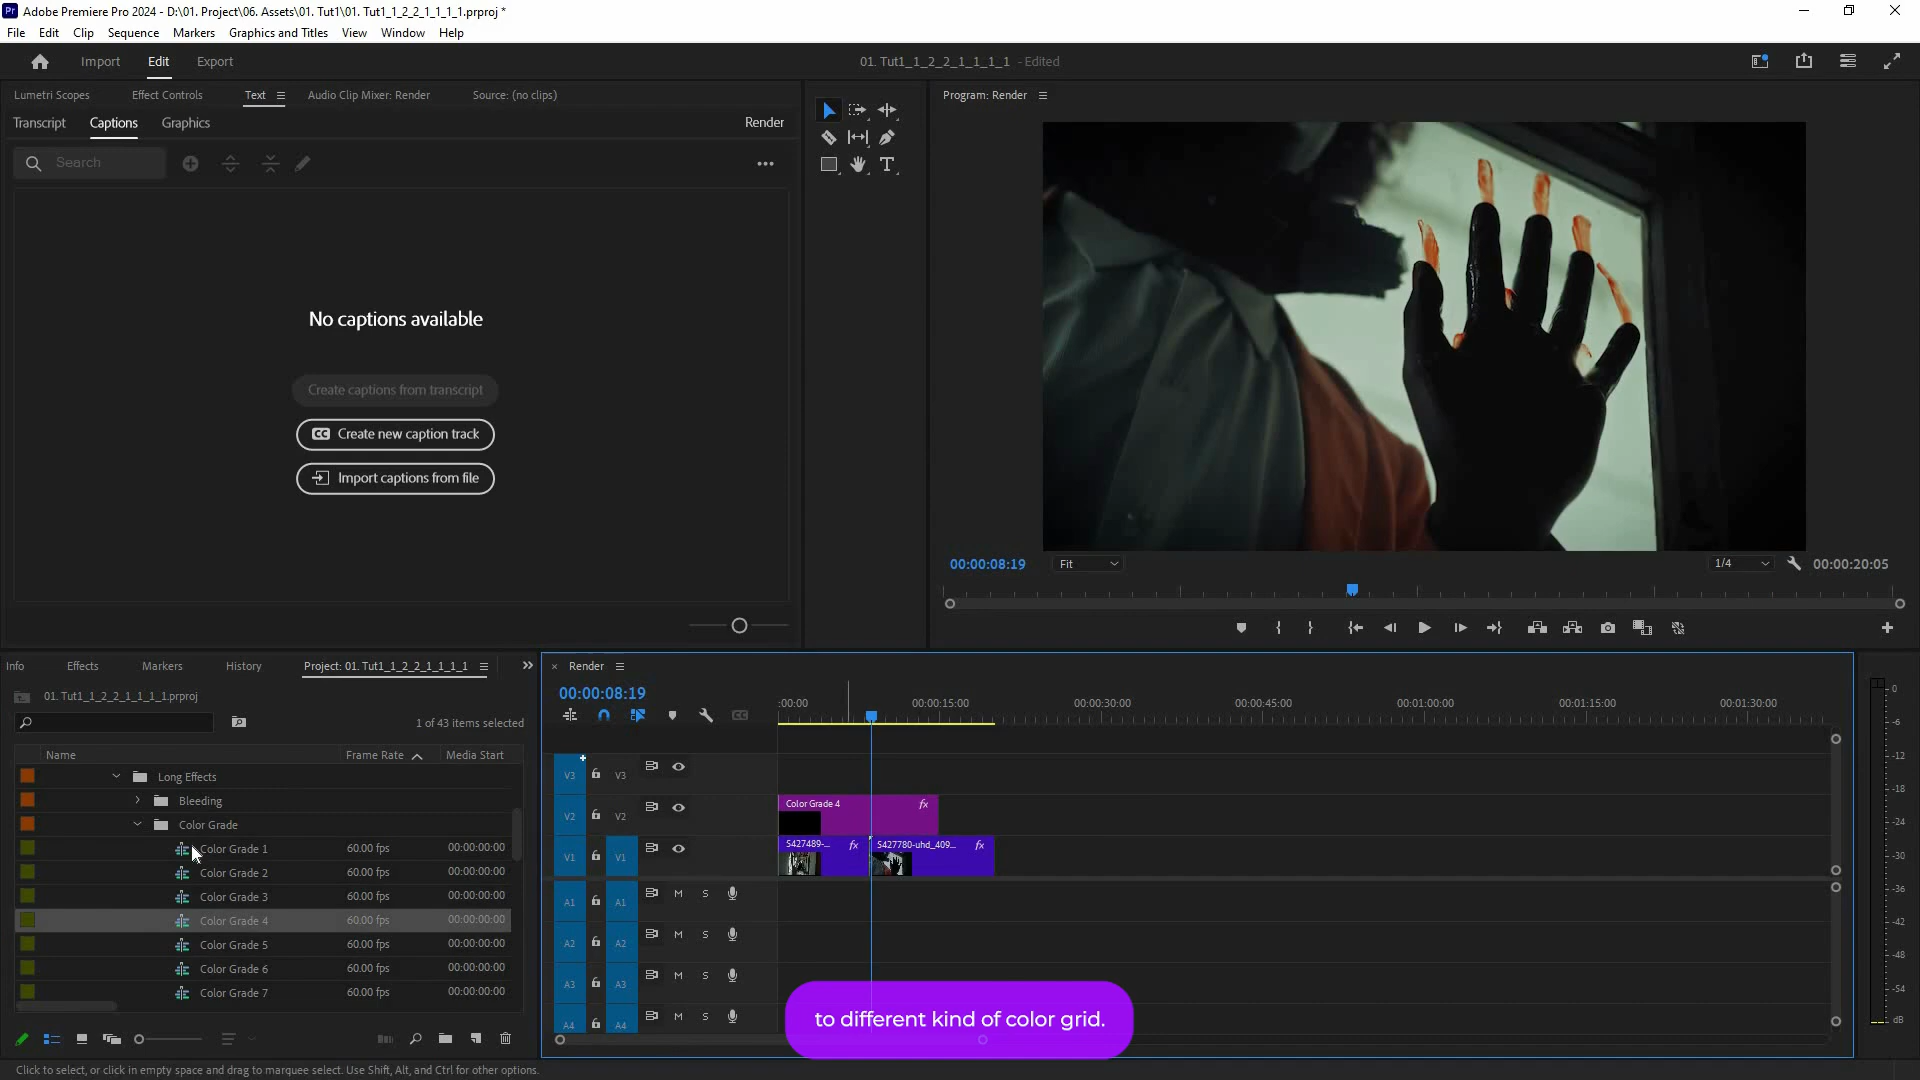 Adobe Premiere Pro 2024 - D:\01. Project\06. Assets\01. Tut1\01. Tut1_1_2_2_1_1_1_1.prproj *
File Edit Clip Sequence Markers Graphics and Titles View Window Help
Import Edit Export
01. Tut1_1_2_2_1_1_1_1 - Edited
Lumetri Scopes Effect Controls Text Audio Clip Mixer: Render Source: (no clips)
Transcript Captions Graphics
Render
Search
No captions available
Create captions from transcript
CC Create new caption track
Import captions from file
Program: Render
00:00:08:19 Fit 1/4 00:00:20:05
Info Effects Markers History Project: 01. Tut1_1_2_2_1_1_1_1
01. Tut1_1_2_2_1_1_1_1.prproj
1 of 43 items selected
Name Frame Rate Media Start
Long Effects
Bleeding
Color Grade
Color Grade 1 60.00 fps 00:00:00:00
Color Grade 2 60.00 fps 00:00:00:00
Color Grade 3 60.00 fps 00:00:00:00
Color Grade 4 60.00 fps 00:00:00:00
Color Grade 5 60.00 fps 00:00:00:00
Color Grade 6 60.00 fps 00:00:00:00
Color Grade 7 60.00 fps 00:00:00:00
Render
00:00:08:19
:00:00 00:00:15:00 00:00:30:00 00:00:45:00 00:01:00:00 00:01:15:00 00:01:30:00
V3 V3
V2 V2
Color Grade 4 fx
V1 V1
S427489-... fx S427780-uhd_409... fx
A1 A1 M S
A2 A2 M S
A3 A3 M S
A4 A4 M S
0
-6
-12
-18
-24
-30
-36
-42
-48
-54
dB
to different kind of color grid.
Click to select, or click in empty space and drag to marquee select. Use Shift, Alt, and Ctrl for other options.